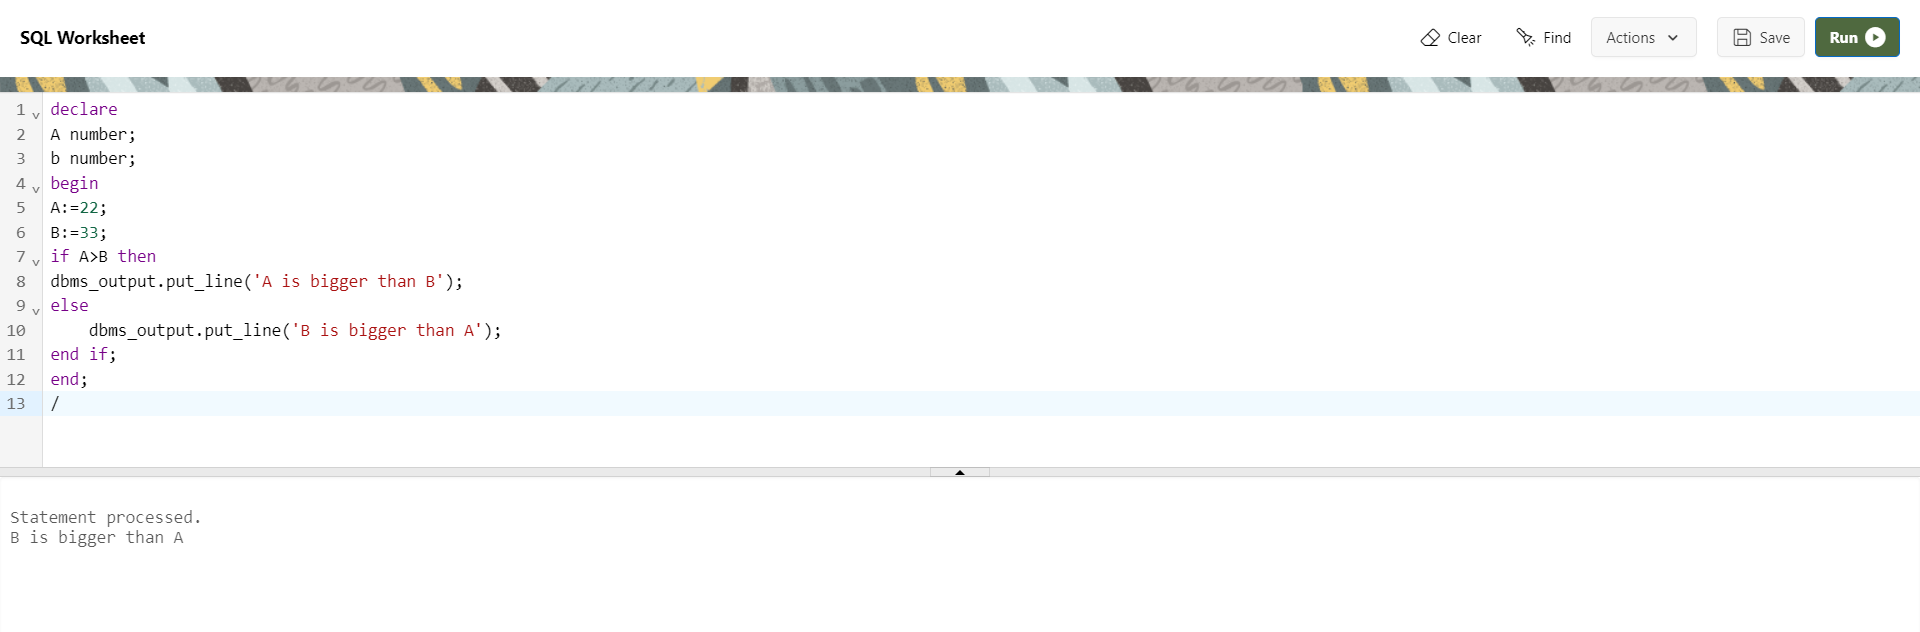 SQL Worksheet
Clear
Find
Actions
Save
Run
1 declare
2 A number;
3 b number;
4 begin
5 A:=22;
6 B:=33;
7 if A>B then
8 dbms_output.put_line('A is bigger than B');
9 else
10     dbms_output.put_line('B is bigger than A');
11 end if;
12 end;
13 /
Statement processed.
B is bigger than A